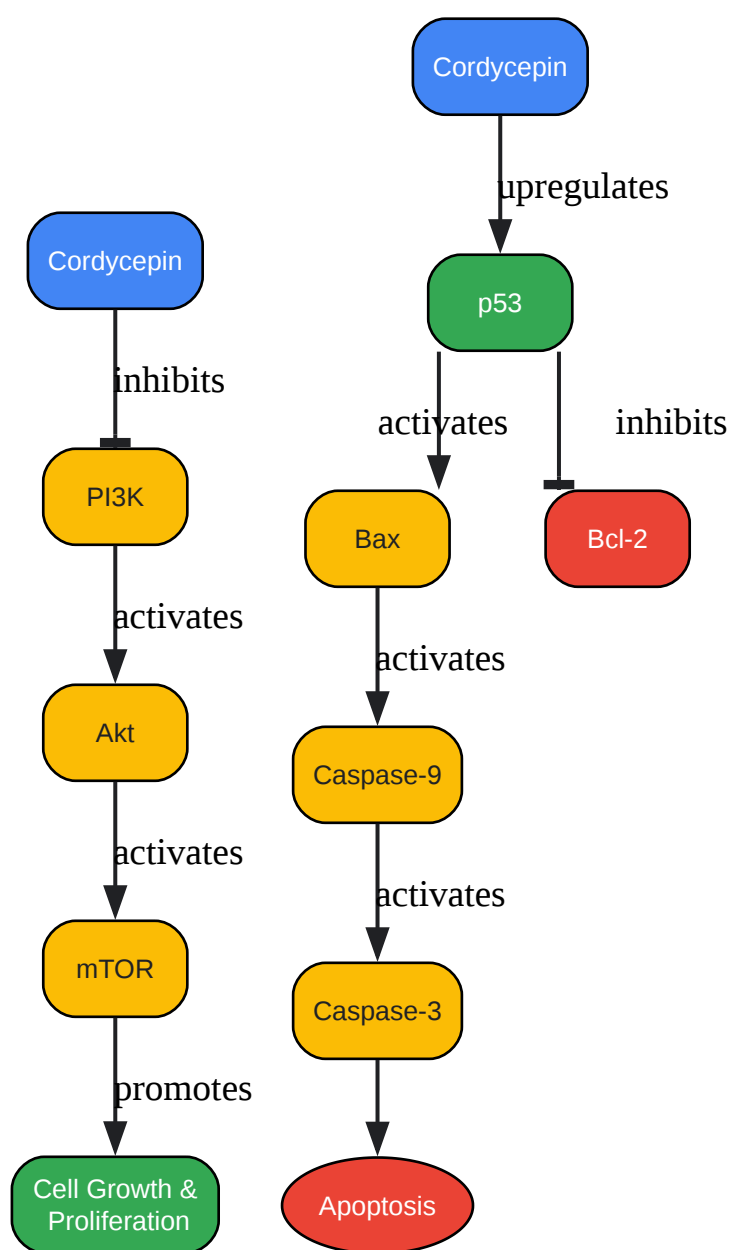 Cordycepin
upregulates
p53
activates
inhibits
Bax
Bcl-2
activates
Caspase-9
activates
Caspase-3
Apoptosis
Cordycepin
inhibits
PI3K
activates
Akt
activates
mTOR
promotes
Cell Growth &
Proliferation